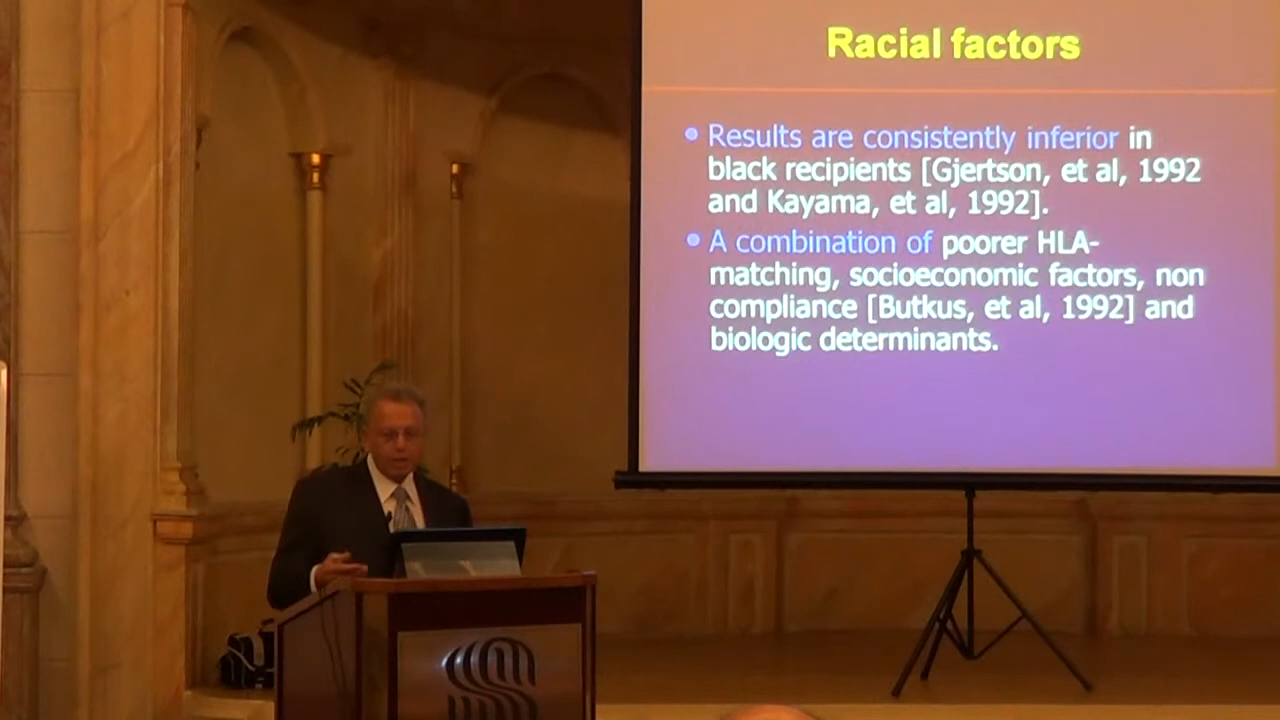 Racial factors
Results are consistently inferior in
black recipients [Gjertson, et al, 1992
and Kayama, et al, 1992].
A combination of poorer HLA-
matching, socioeconomic factors, non
compliance [Butkus, et al, 1992] and
biologic determinants.